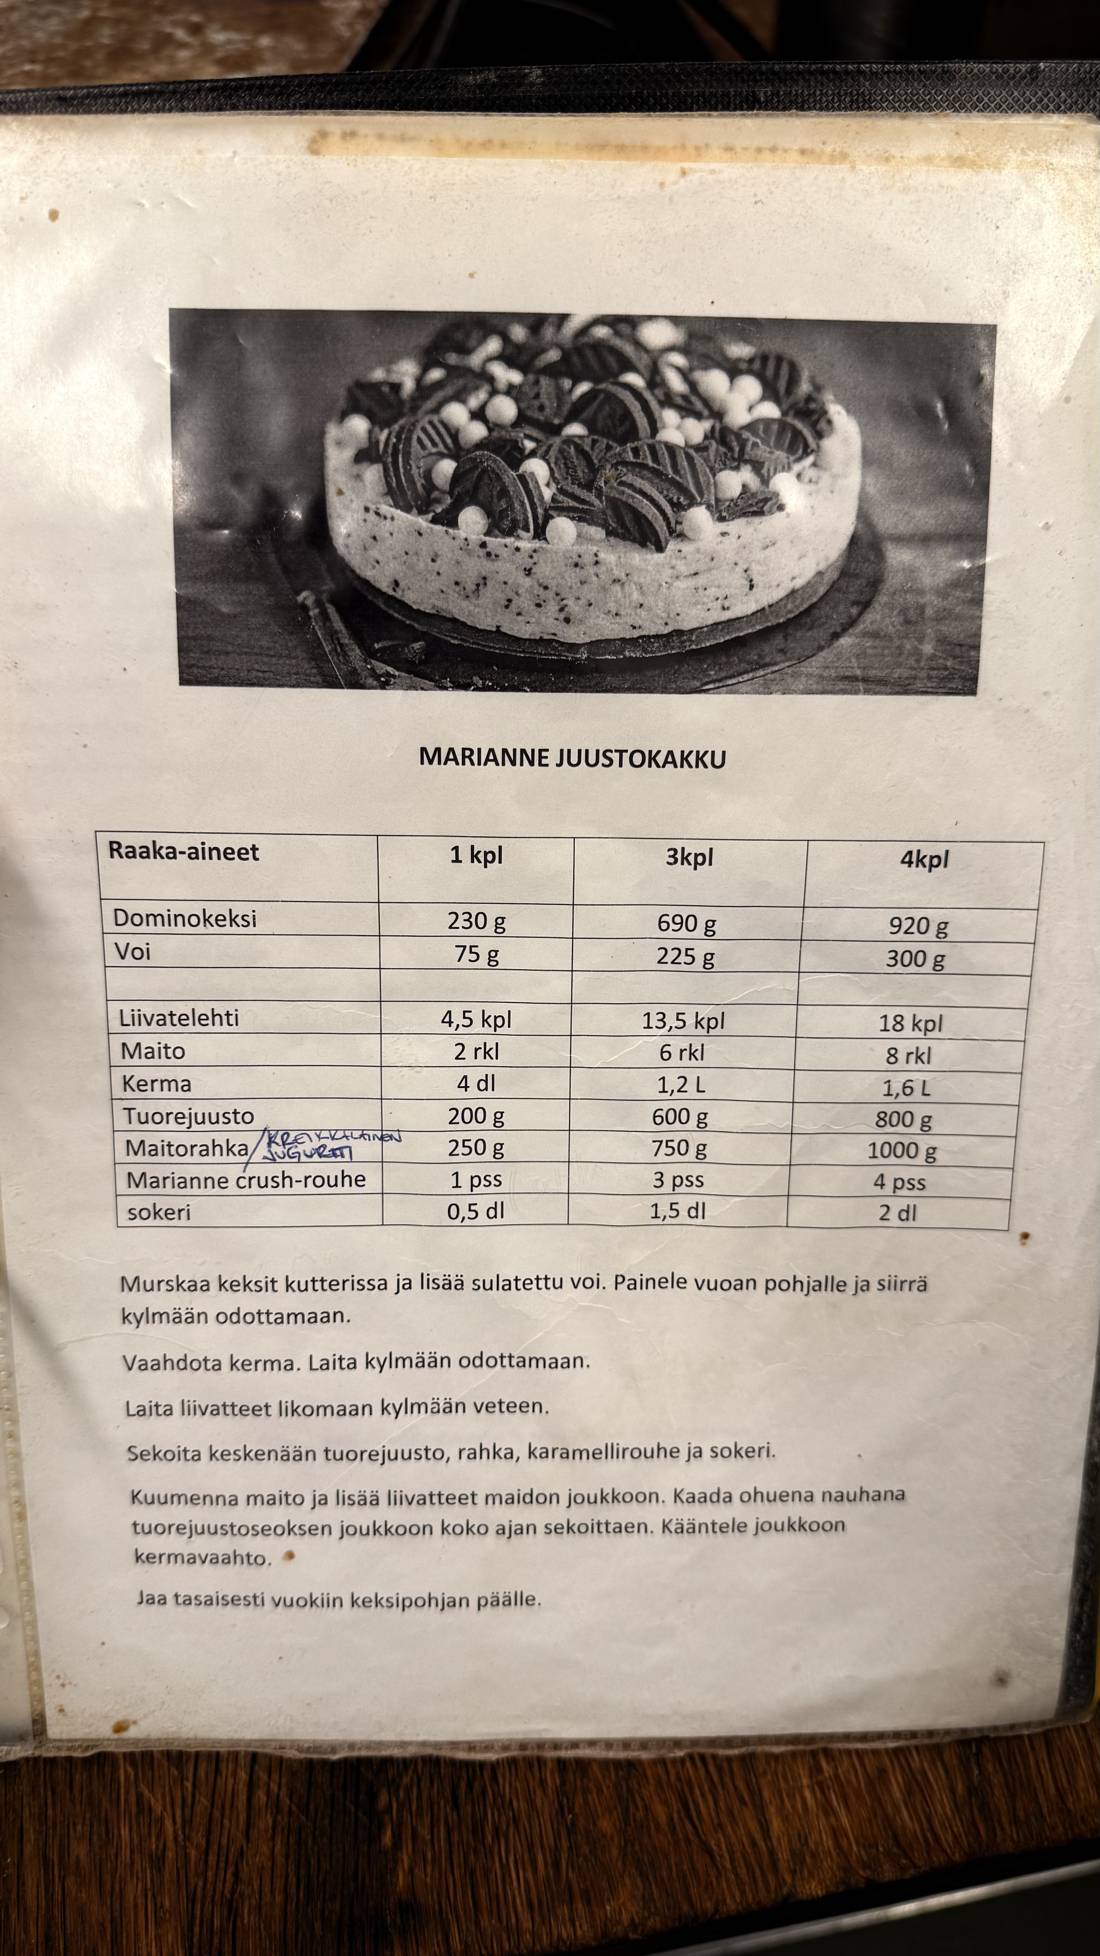 MARIANNE JUUSTOKAKKU
Raaka-aineet 1 kpl 3kpl 4kpl
Dominokeksi 230 g 690 g 920 g
Voi 75 g 225 g 300 g
Liivatelehti 4,5 kpl 13,5 kpl 18 kpl
Maito 2 rkl 6 rkl 8 rkl
Kerma 4 dl 1,2 L 1,6 L
Tuorejuusto 200 g 600 g 800 g
Maitorahka/KREIKKALAINEN JUGURTTI 250 g 750 g 1000 g
Marianne crush-rouhe 1 pss 3 pss 4 pss
sokeri 0,5 dl 1,5 dl 2 dl
Murskaa keksit kutterissa ja lisää sulatettu voi. Painele vuoan pohjalle ja siirrä
kylmään odottamaan.
Vaahdota kerma. Laita kylmään odottamaan.
Laita liivatteet likomaan kylmään veteen.
Sekoita keskenään tuorejuusto, rahka, karamellirouhe ja sokeri.
Kuumenna maito ja lisää liivatteet maidon joukkoon. Kaada ohuena nauhana
tuorejuustoseoksen joukkoon koko ajan sekoittaen. Kääntele joukkoon
kermavaahto.
Jaa tasaisesti vuokiin keksipohjan päälle.